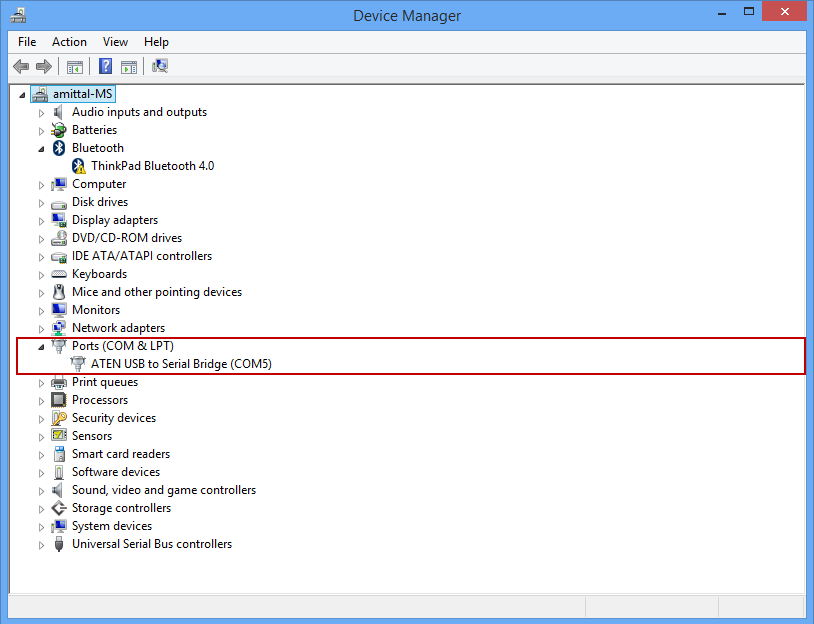 Device Manager
File Action View Help
amittal-MS
Audio inputs and outputs
Batteries
Bluetooth
ThinkPad Bluetooth 4.0
Computer
Disk drives
Display adapters
DVD/CD-ROM drives
IDE ATA/ATAPI controllers
Keyboards
Mice and other pointing devices
Monitors
Network adapters
Ports (COM & LPT)
ATEN USB to Serial Bridge (COM5)
Print queues
Processors
Security devices
Sensors
Smart card readers
Software devices
Sound, video and game controllers
Storage controllers
System devices
Universal Serial Bus controllers